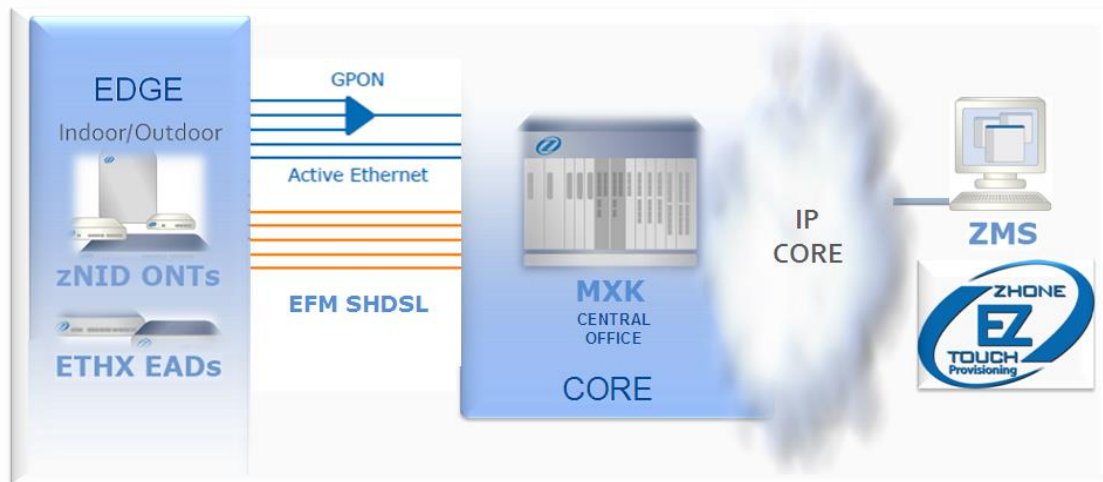 EDGE
Indoor/Outdoor
zNID ONTs
ETHX EADs
GPON
Active Ethernet
EFM SHDSL
MXK
CENTRAL
OFFICE
CORE
IP
CORE
ZMS
ZHONE
EZ
TOUCH
Provisioning